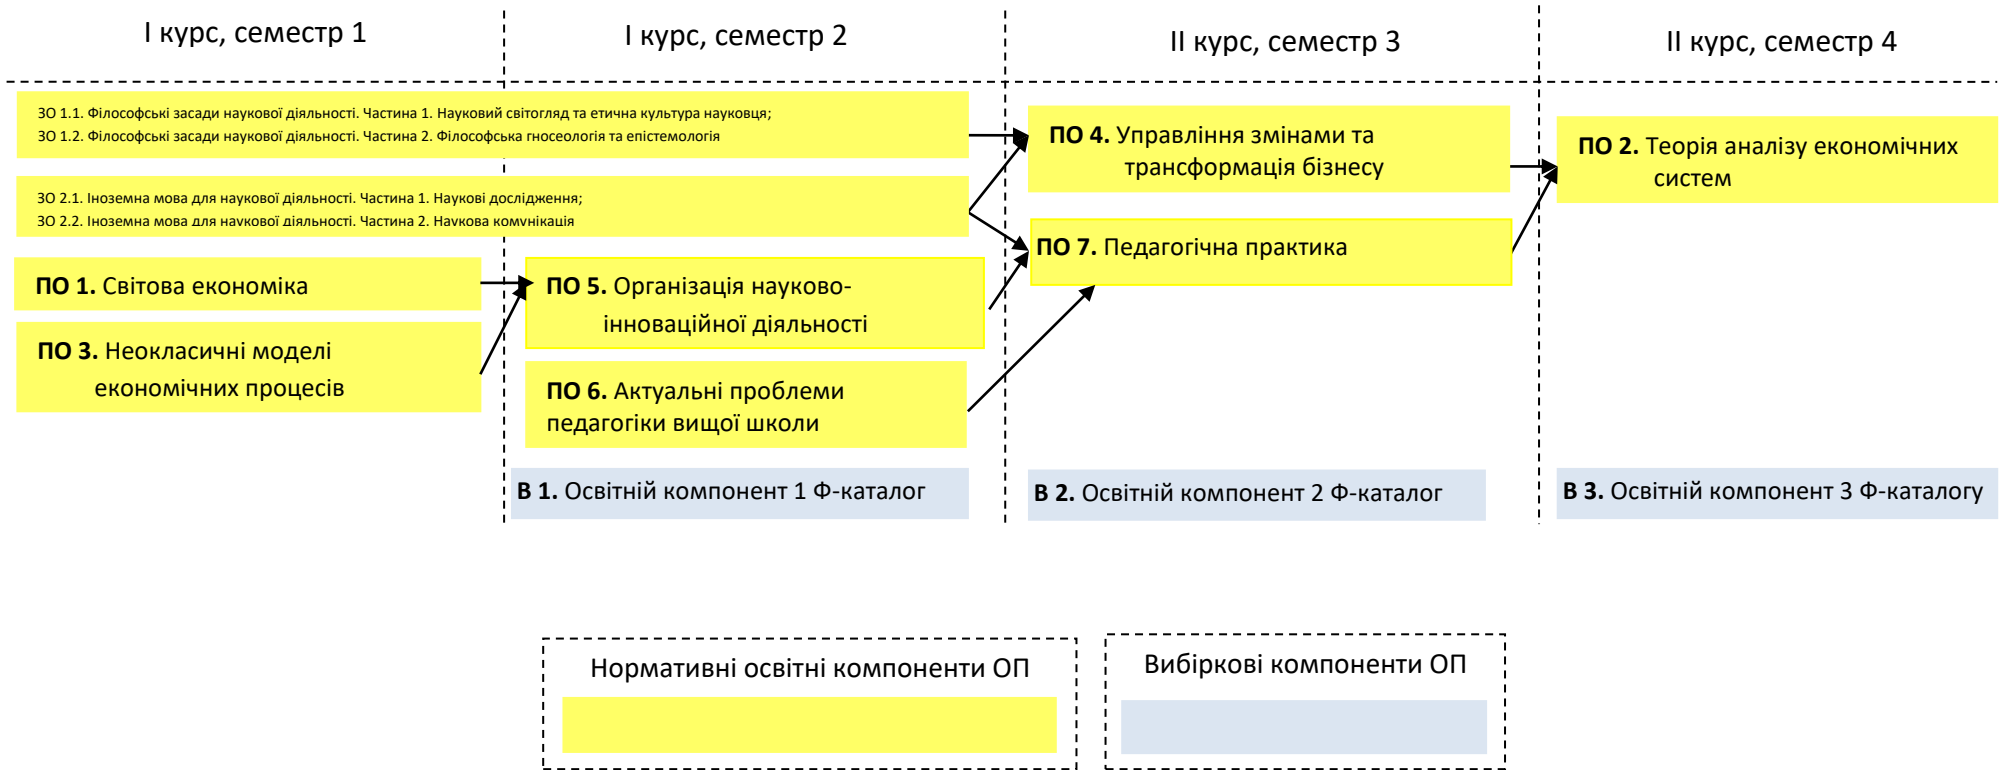 І курс, семестр 1
І курс, семестр 2
ІІ курс, семестр 3
ІІ курс, семестр 4
ЗО 1.1. Філософські засади наукової діяльності. Частина 1. Науковий світогляд та етична культура науковця;
ЗО 1.2. Філософські засади наукової діяльності. Частина 2. Філософська гносеологія та епістемологія
ЗО 2.1. Іноземна мова для наукової діяльності. Частина 1. Наукові дослідження;
ЗО 2.2. Іноземна мова для наукової діяльності. Частина 2. Наукова комунікація
ПО 1. Світова економіка
ПО 3. Неокласичні моделі
економічних процесів
ПО 5. Організація науково-
інноваційної діяльності
ПО 6. Актуальні проблеми
педагогіки вищої школи
ПО 4. Управління змінами та
трансформація бізнесу
ПО 7. Педагогічна практика
ПО 2. Теорія аналізу економічних
систем
В 1. Освітній компонент 1 Ф-каталог
В 2. Освітній компонент 2 Ф-каталог
В 3. Освітній компонент 3 Ф-каталогу
Нормативні освітні компоненти ОП
Вибіркові компоненти ОП